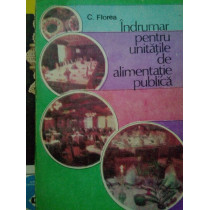 C. Florea
Îndrumar
pentru
unitățile
de
alimentație
publică